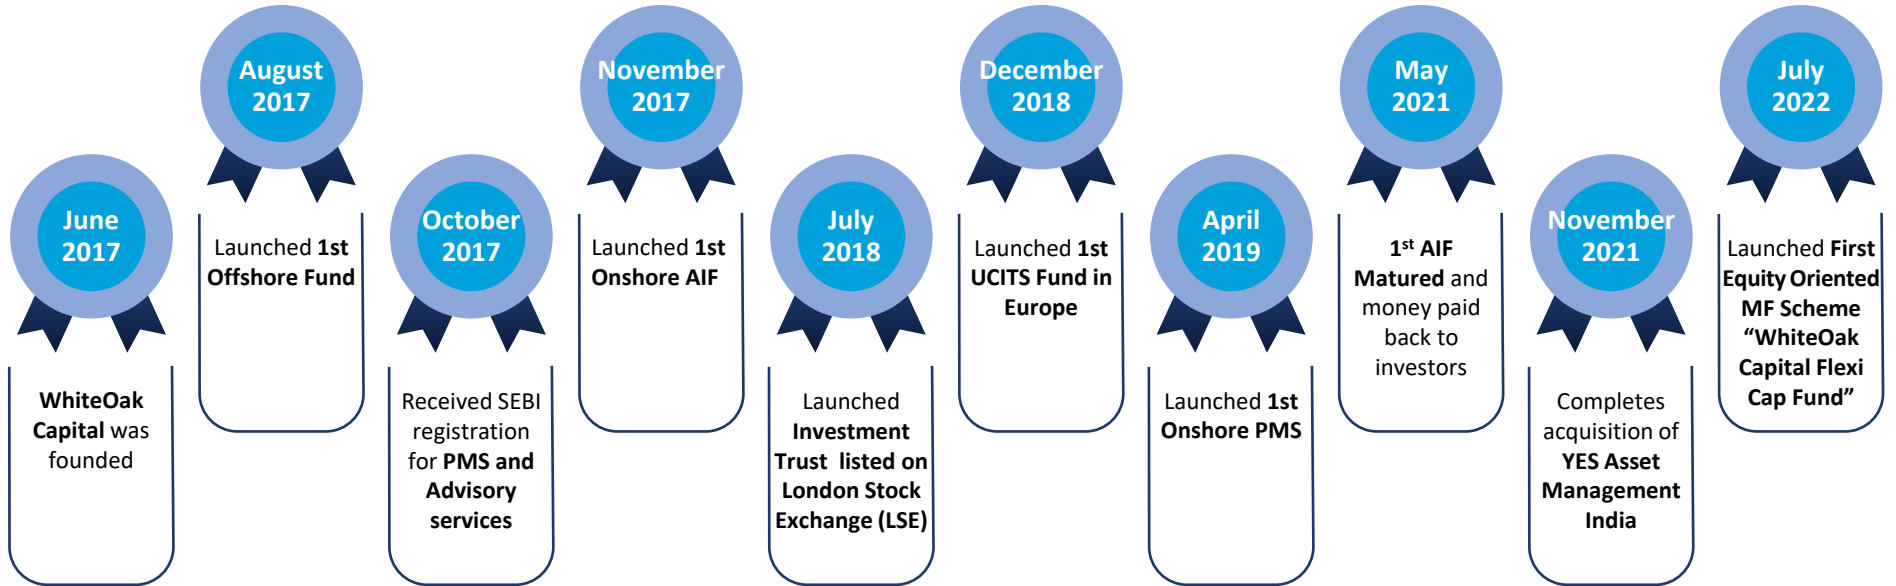 June
2017
WhiteOak
Capital was
founded
August
2017
Launched 1st
Offshore Fund
October
2017
Received SEBI
registration
for PMS and
Advisory
services
November
2017
Launched 1st
Onshore AIF
July
2018
Launched
Investment
Trust listed on
London Stock
Exchange (LSE)
December
2018
Launched 1st
UCITS Fund in
Europe
April
2019
Launched 1st
Onshore PMS
May
2021
1st AIF
Matured and
money paid
back to
investors
November
2021
Completes
acquisition of
YES Asset
Management
India
July
2022
Launched First
Equity Oriented
MF Scheme
“WhiteOak
Capital Flexi
Cap Fund”